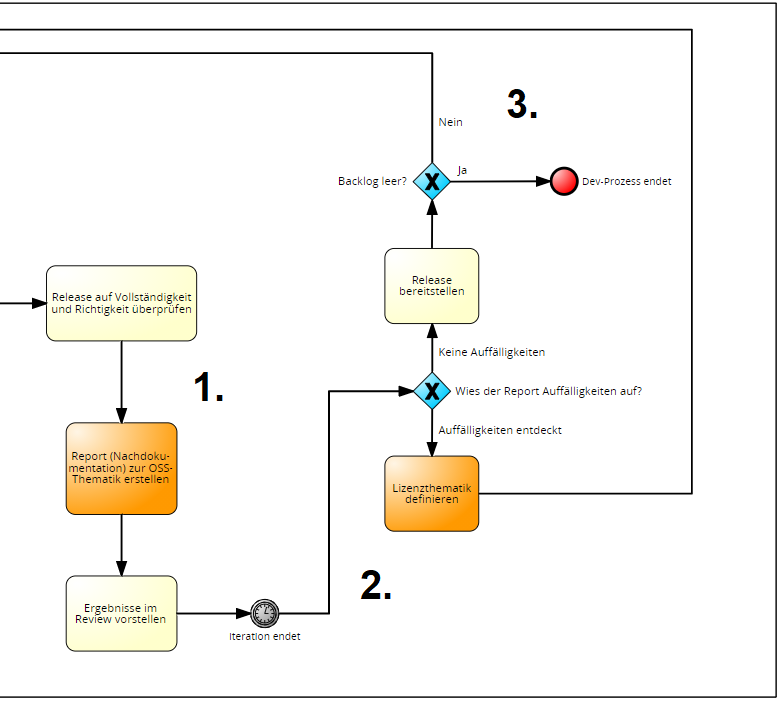 3.
Nein
Ja
Backlog leer?
Dev-Prozess endet
Release
bereitstellen
Release auf Vollständigkeit
und Richtigkeit überprüfen
Keine Auffälligkeiten
1.
Wies der Report Auffälligkeiten auf?
Auffälligkeiten entdeckt
Report (Nachdoku-
mentation) zur OSS-
Thematik erstellen
Lizenzthematik
definieren
2.
Ergebnisse im
Review vorstellen
Iteration endet